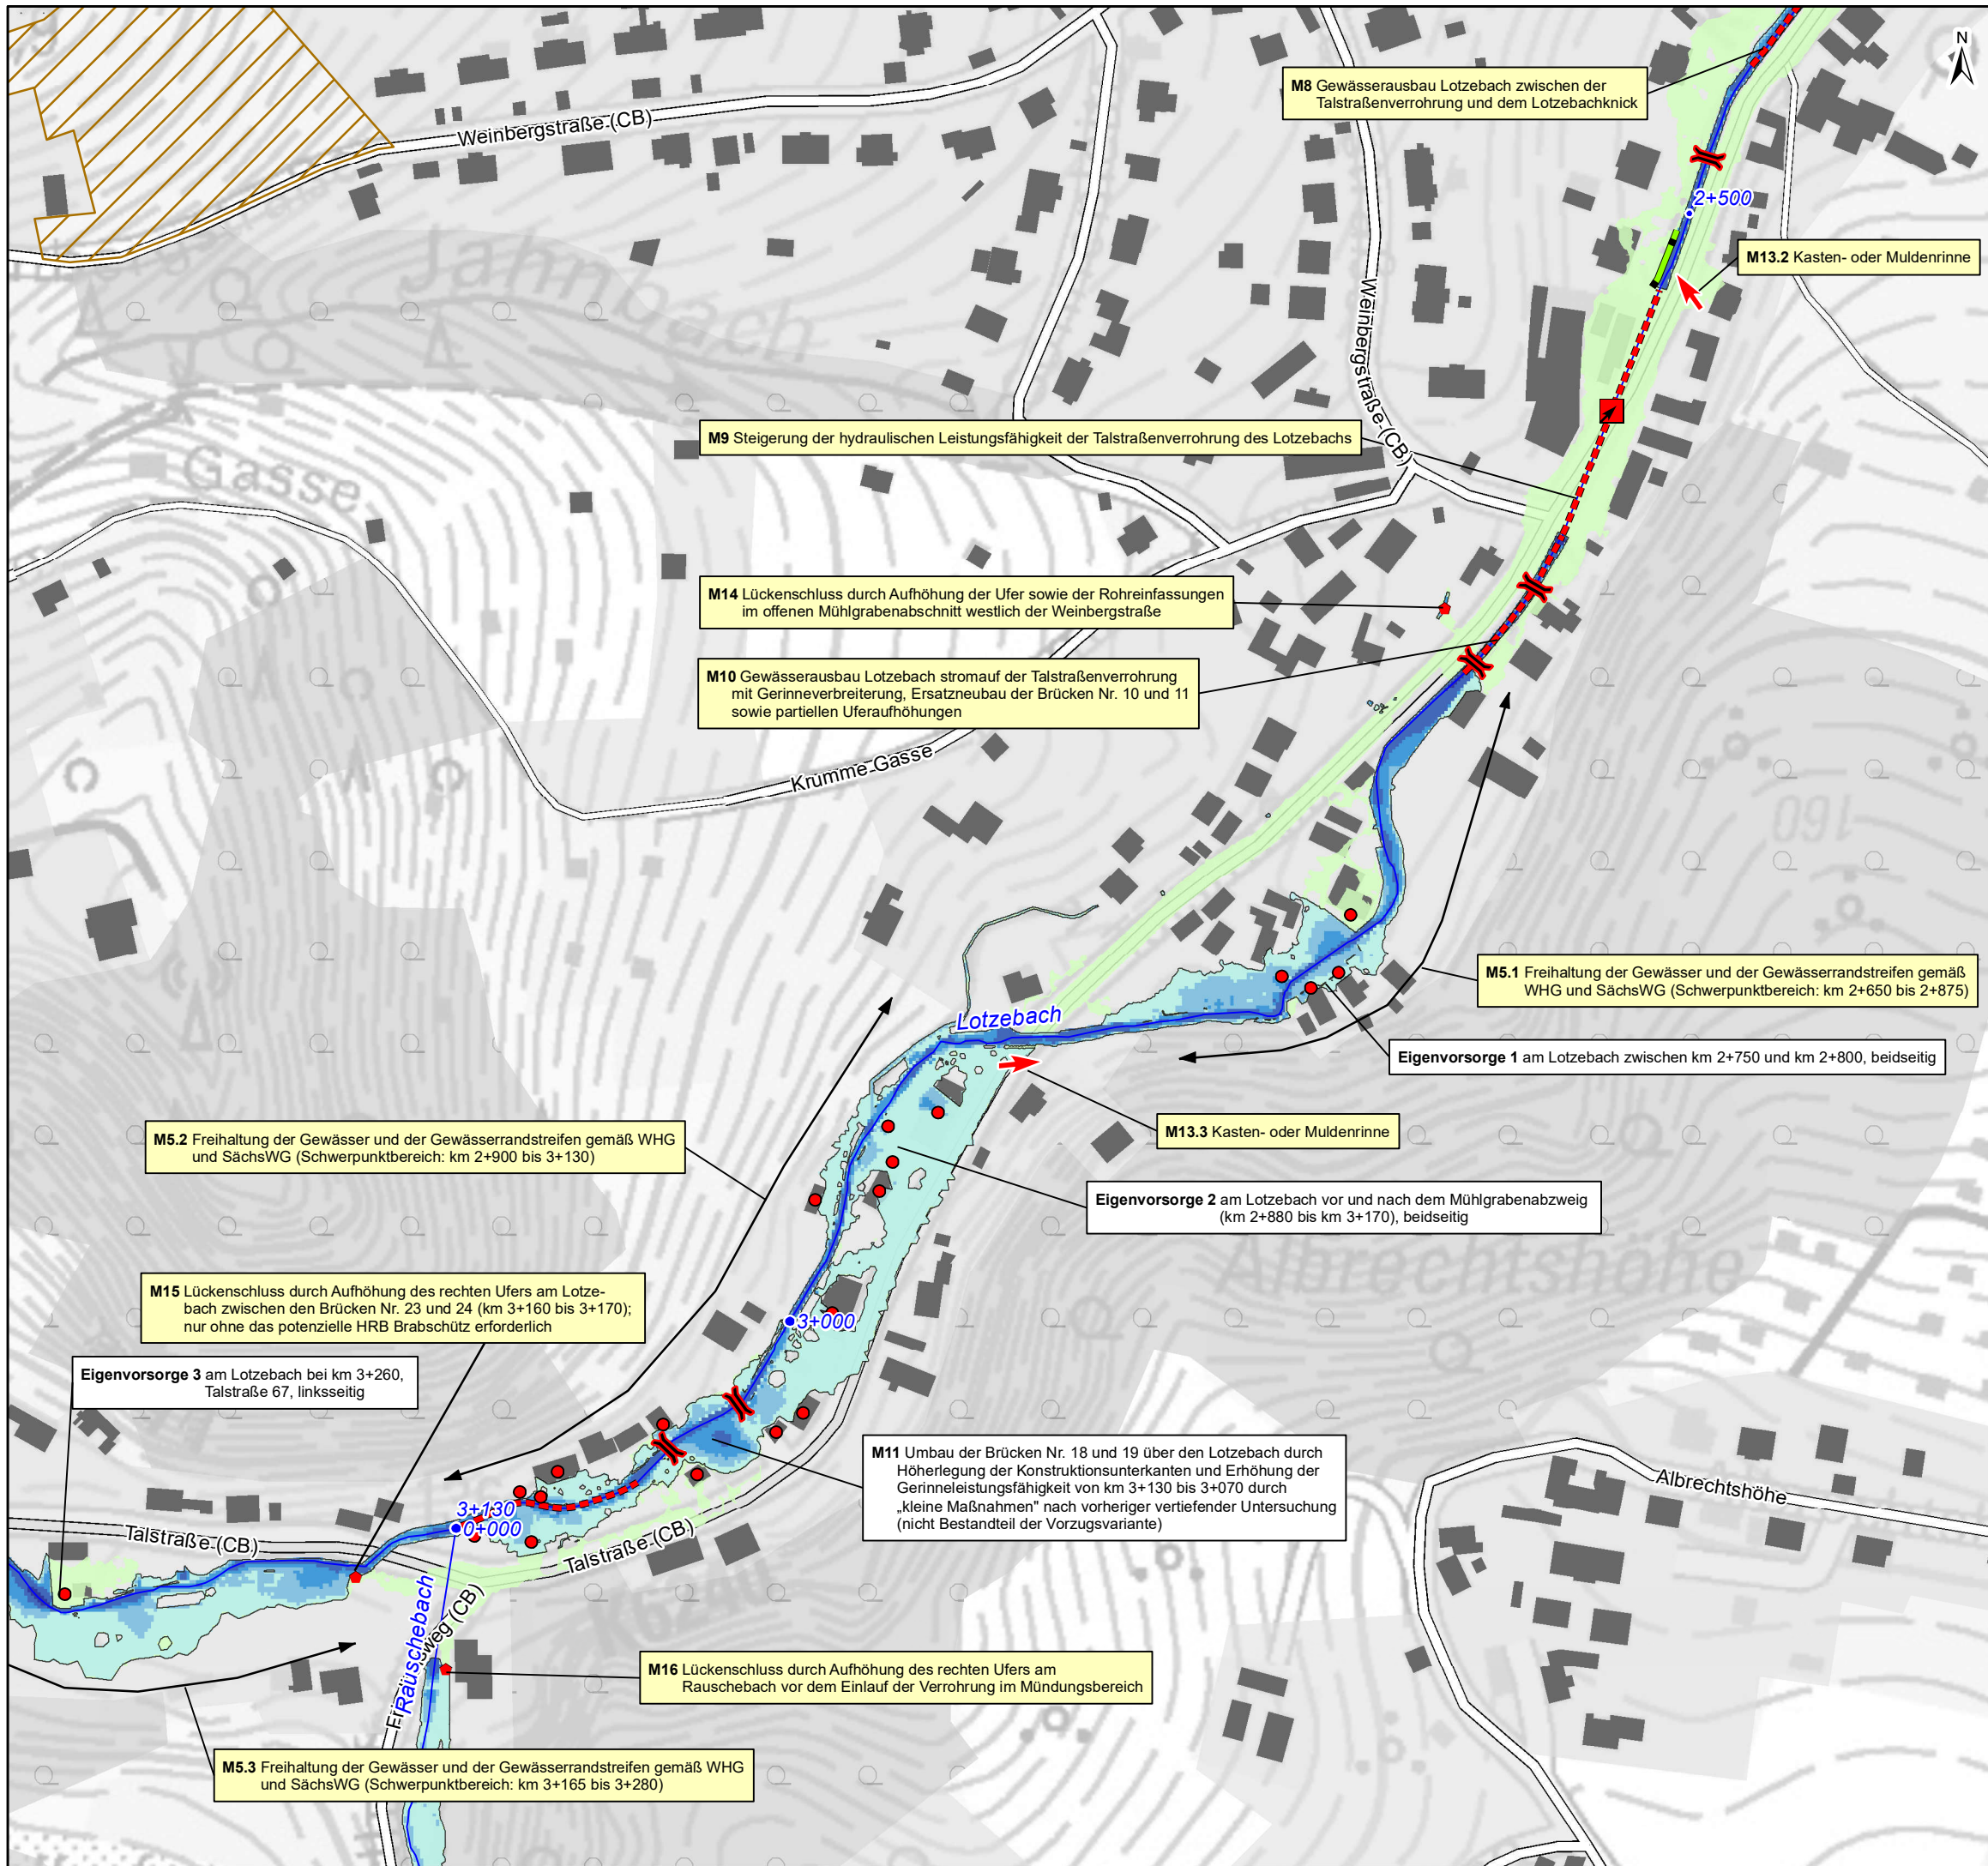 N
M8 Gewässerausbau Lotzebach zwischen der
Talstraßenverrohrung und dem Lotzebachknick
Weinbergstraße (CB)
2+500
M13.2 Kasten- oder Muldenrinne
Jahnbach
Weinbergstraße (CB)
M9 Steigerung der hydraulischen Leistungsfähigkeit der Talstraßenverrohrung des Lotzebachs
Gasse
M14 Lückenschluss durch Aufhöhung der Ufer sowie der Rohreinfassungen
im offenen Mühlgrabenabschnitt westlich der Weinbergstraße
M10 Gewässerausbau Lotzebach stromauf der Talstraßenverrohrung
mit Gerinneverbreiterung, Ersatzneubau der Brücken Nr. 10 und 11
sowie partiellen Uferaufhöhungen
Krumme Gasse
100
M5.1 Freihaltung der Gewässer und der Gewässerrandstreifen gemäß
WHG und SächsWG (Schwerpunktbereich: km 2+650 bis 2+875)
Lotzebach
Eigenvorsorge 1 am Lotzebach zwischen km 2+750 und km 2+800, beidseitig
M13.3 Kasten- oder Muldenrinne
M5.2 Freihaltung der Gewässer und der Gewässerrandstreifen gemäß WHG
und SächsWG (Schwerpunktbereich: km 2+900 bis 3+130)
Eigenvorsorge 2 am Lotzebach vor und nach dem Mühlgrabenabzweig
(km 2+880 bis km 3+170), beidseitig
Albrechtshöhe
M15 Lückenschluss durch Aufhöhung des rechten Ufers am Lotze-
bach zwischen den Brücken Nr. 23 und 24 (km 3+160 bis 3+170);
nur ohne das potenzielle HRB Brabschütz erforderlich
3+000
Eigenvorsorge 3 am Lotzebach bei km 3+260,
Talstraße 67, linksseitig
M11 Umbau der Brücken Nr. 18 und 19 über den Lotzebach durch
Höherlegung der Konstruktionsunterkanten und Erhöhung der
Gerinneleistungsfähigkeit von km 3+130 bis 3+070 durch
„kleine Maßnahmen" nach vorheriger vertiefender Untersuchung
(nicht Bestandteil der Vorzugsvariante)
Albrechtshöhe
3+130
0+000
Talstraße (CB)
Talstraße (CB)
Rauschebach
weg (CB)
M16 Lückenschluss durch Aufhöhung des rechten Ufers am
Rauschebach vor dem Einlauf der Verrohrung im Mündungsbereich
M5.3 Freihaltung der Gewässer und der Gewässerrandstreifen gemäß WHG
und SächsWG (Schwerpunktbereich: km 3+165 bis 3+280)